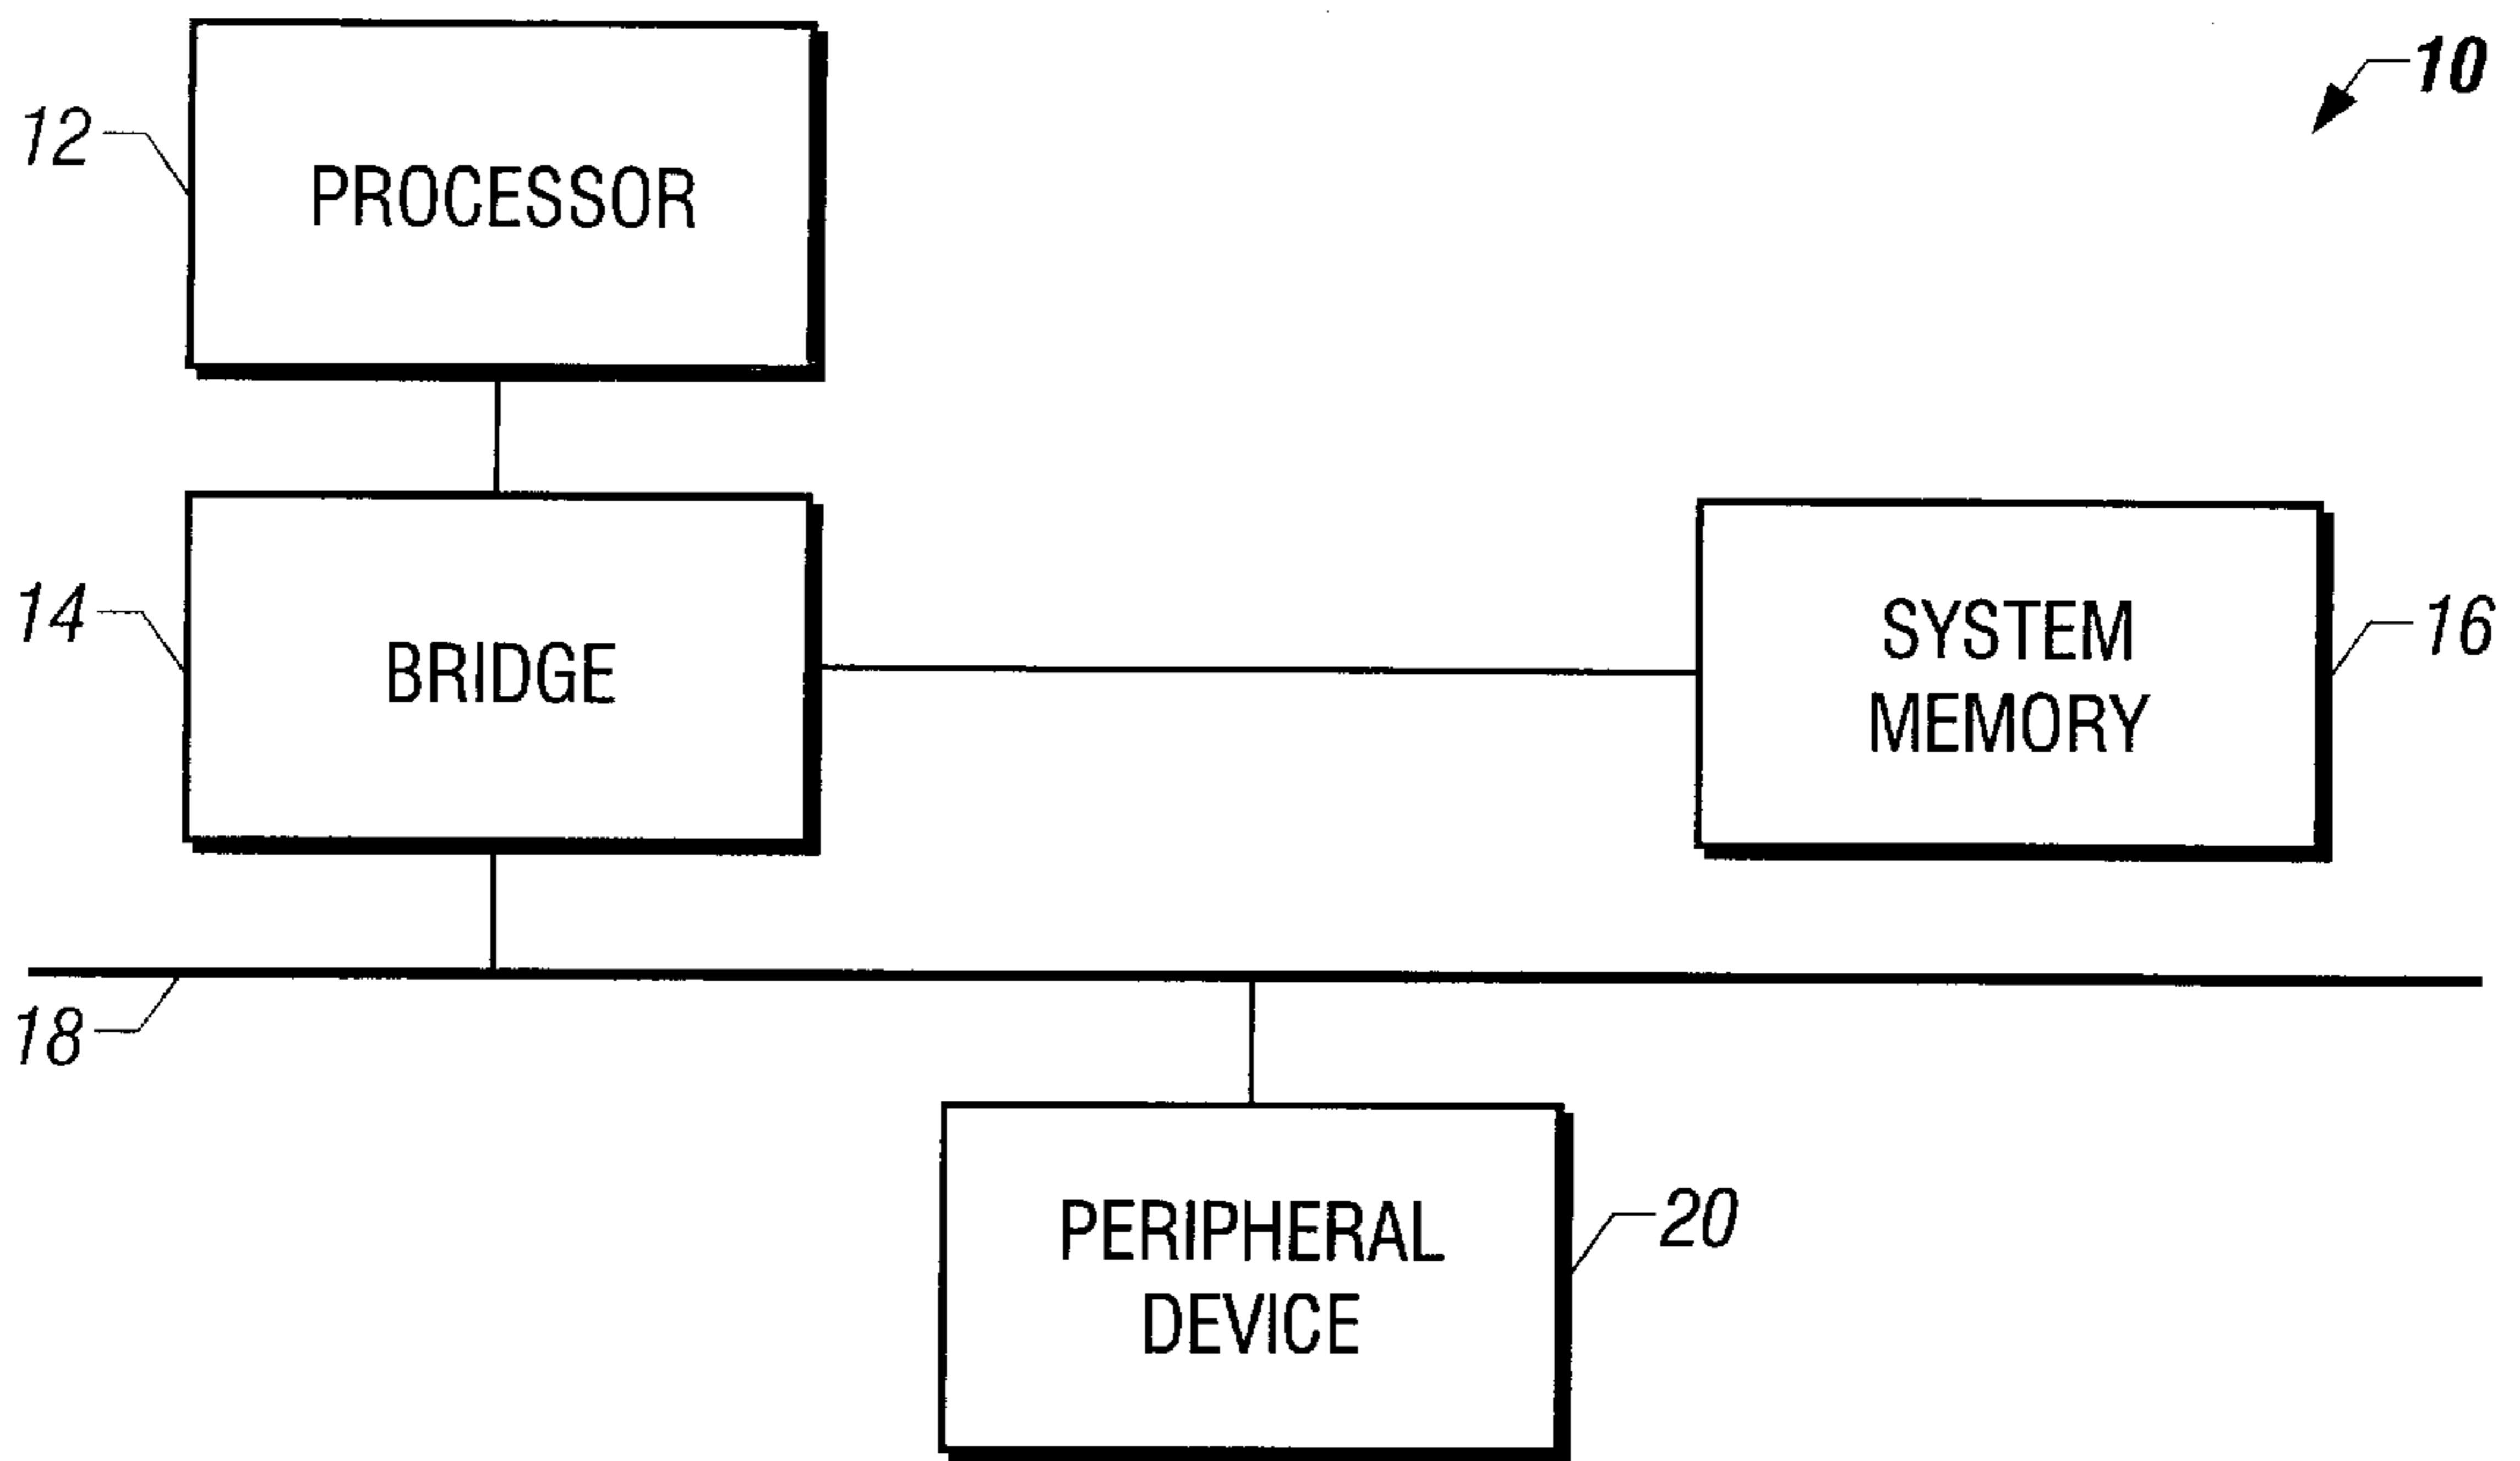 10
12
PROCESSOR
14
BRIDGE
SYSTEM
MEMORY
16
18
PERIPHERAL
DEVICE
20